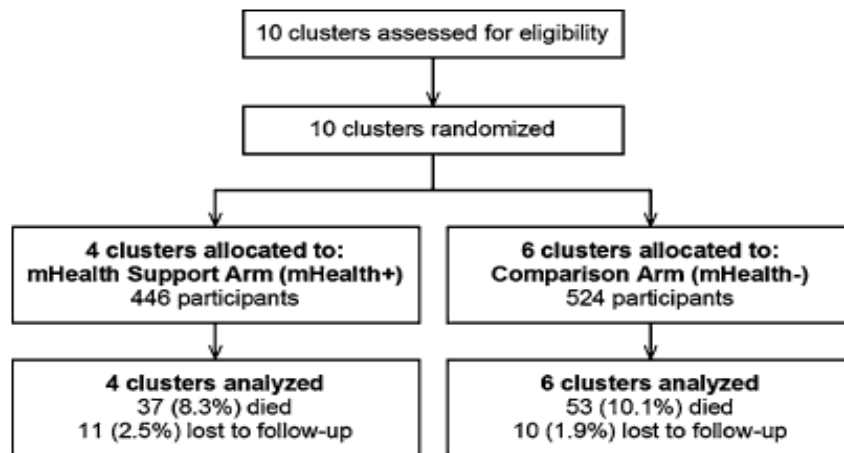 10 clusters assessed for eligibility
10 clusters randomized
4 clusters allocated to:
mHealth Support Arm (mHealth+)
446 participants
6 clusters allocated to:
Comparison Arm (mHealth-)
524 participants
4 clusters analyzed
37 (8.3%) died
11 (2.5%) lost to follow-up
6 clusters analyzed
53 (10.1%) died
10 (1.9%) lost to follow-up